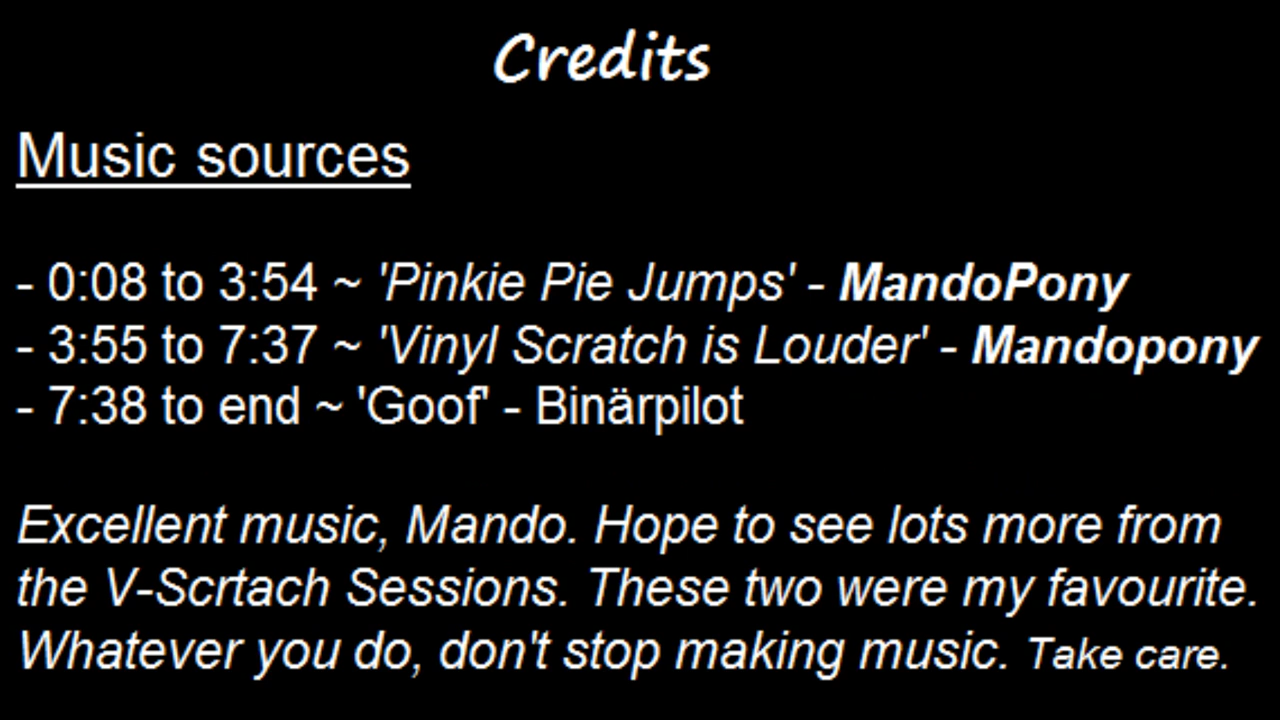 Credits
Music sources
- 0:08 to 3:54 ~ 'Pinkie Pie Jumps' - MandoPony
- 3:55 to 7:37 ~ 'Vinyl Scratch is Louder' - Mandopony
- 7:38 to end ~ 'Goof' - Binärpilot
Excellent music, Mando. Hope to see lots more from
the V-Scrtach Sessions. These two were my favourite.
Whatever you do, don't stop making music. Take care.